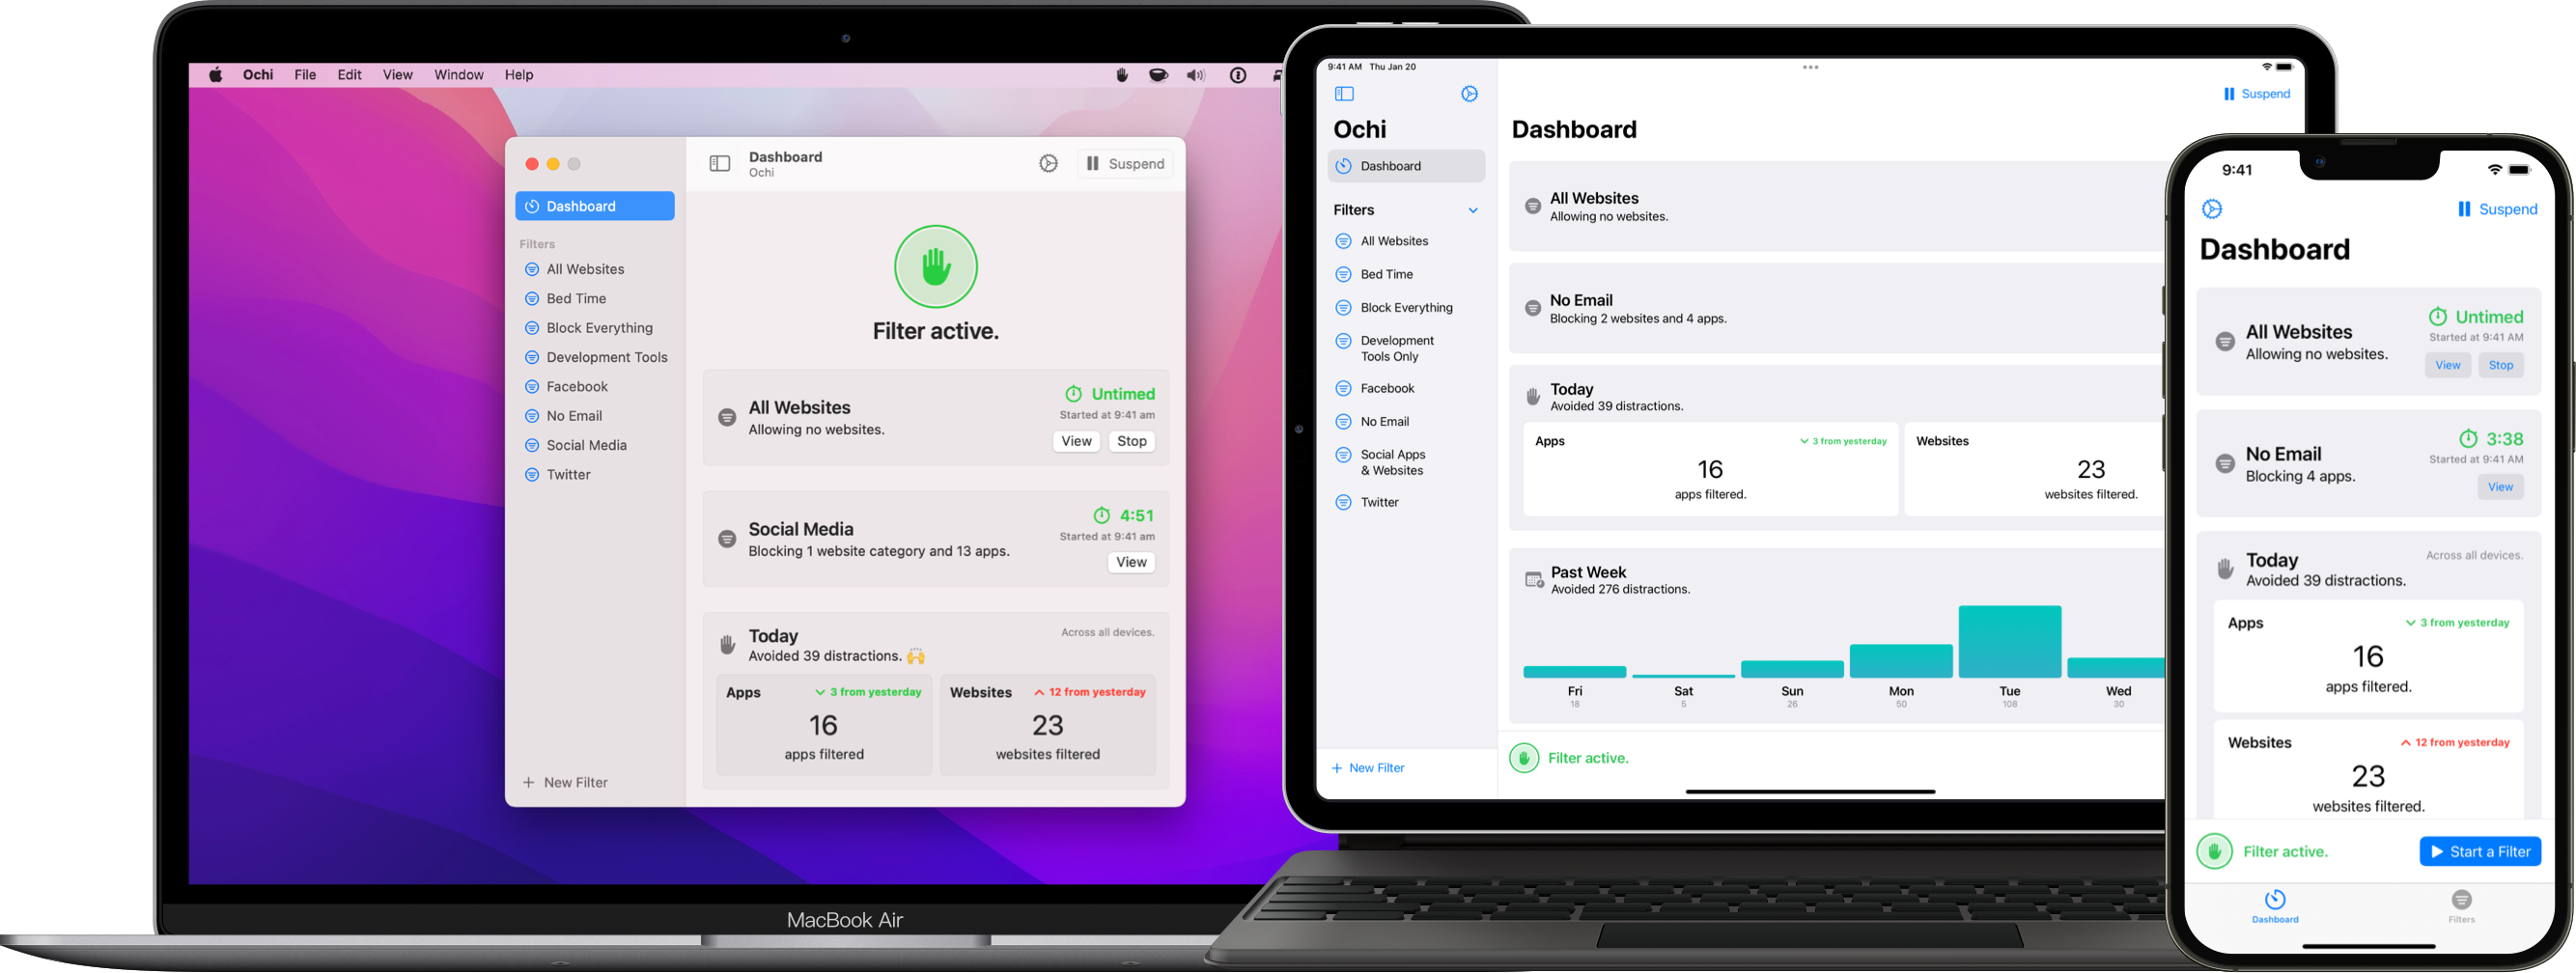 Ochi File Edit View Window Help
Dashboard
Ochi
Suspend
Dashboard
Filters
All Websites
Bed Time
Block Everything
Development Tools
Facebook
No Email
Social Media
Twitter
+ New Filter
Filter active.
All Websites
Allowing no websites.
Untimed
Started at 9:41 am
View Stop
Social Media
Blocking 1 website category and 13 apps.
4:51
Started at 9:41 am
View
Today
Avoided 39 distractions. 🙌
Across all devices.
Apps 3 from yesterday
16
apps filtered
Websites 12 from yesterday
23
websites filtered
MacBook Air
9:41 AM Thu Jan 20
Suspend
Ochi
Dashboard
Filters
All Websites
Bed Time
Block Everything
Development
Tools Only
Facebook
No Email
Social Apps
& Websites
Twitter
+ New Filter
Dashboard
All Websites
Allowing no websites.
No Email
Blocking 2 websites and 4 apps.
Today
Avoided 39 distractions.
Apps 3 from yesterday
16
apps filtered.
Websites
23
websites filtered.
Past Week
Avoided 276 distractions.
Fri Sat Sun Mon Tue Wed
18 5 26 50 108 30
Filter active.
9:41
Suspend
Dashboard
All Websites
Allowing no websites.
Untimed
Started at 9:41 AM
View Stop
No Email
Blocking 4 apps.
3:38
Started at 9:41 AM
View
Today
Avoided 39 distractions.
Across all devices.
Apps 3 from yesterday
16
apps filtered.
Websites 12 from yesterday
23
websites filtered.
Filter active.
Start a Filter
Dashboard Filters